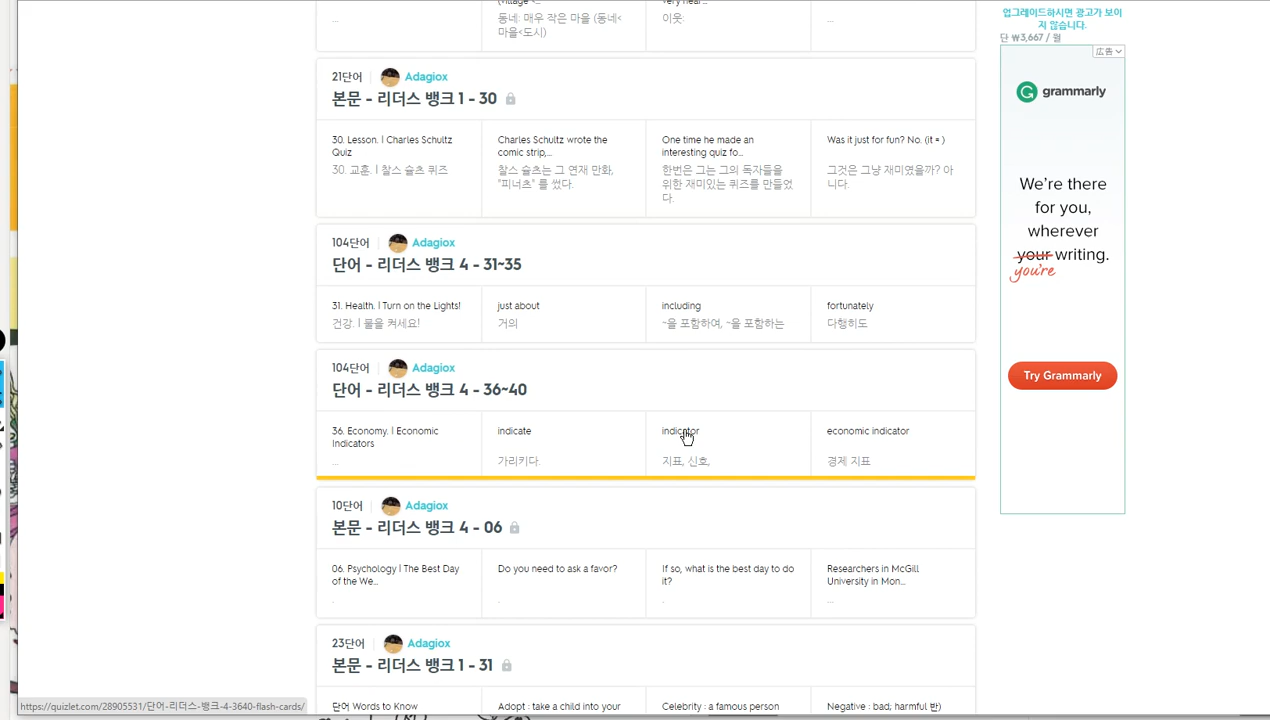 (village <...
very near...
...
동네: 매우 작은 마을 (동네<
마을<도시)
이웃:
...
21단어
Adagiox
본문 - 리더스 뱅크 1 - 30
30. Lesson. | Charles Schultz
Quiz
30. 교훈. | 찰스 슐츠 퀴즈
Charles Schultz wrote the
comic strip,...
찰스 슐츠는 그 연재 만화,
"피너츠" 를 썼다.
One time he made an
interesting quiz fo...
한번은 그는 그의 독자들을
위한 재미있는 퀴즈를 만들었
다.
Was it just for fun? No. (it = )
그것은 그냥 재미였을까? 아
니다.
104단어
Adagiox
단어 - 리더스 뱅크 4 - 31~35
31. Health. | Turn on the Lights!
건강. | 불을 켜세요!
just about
거의
including
~을 포함하여, ~을 포함하는
fortunately
다행히도
104단어
Adagiox
단어 - 리더스 뱅크 4 - 36~40
36. Economy. | Economic
Indicators
...
indicate
가리키다.
indicator
지표, 신호,
economic indicator
경제 지표
10단어
Adagiox
본문 - 리더스 뱅크 4 - 06
06. Psychology | The Best Day
of the We...
.
Do you need to ask a favor?
.
If so, what is the best day to do
it?
.
Researchers in McGill
University in Mon...
...
23단어
Adagiox
본문 - 리더스 뱅크 1 - 31
단어 Words to Know
Adopt : take a child into your
Celebrity : a famous person
Negative : bad; harmful 반)
업그레이드하시면 광고가 보이
지 않습니다.
단 ₩3,667 / 월
広告
grammarly
We're there
for you,
wherever
your writing.
you're
Try Grammarly
https://quizlet.com/28905531/단어-리더스-뱅크-4-3640-flash-cards/